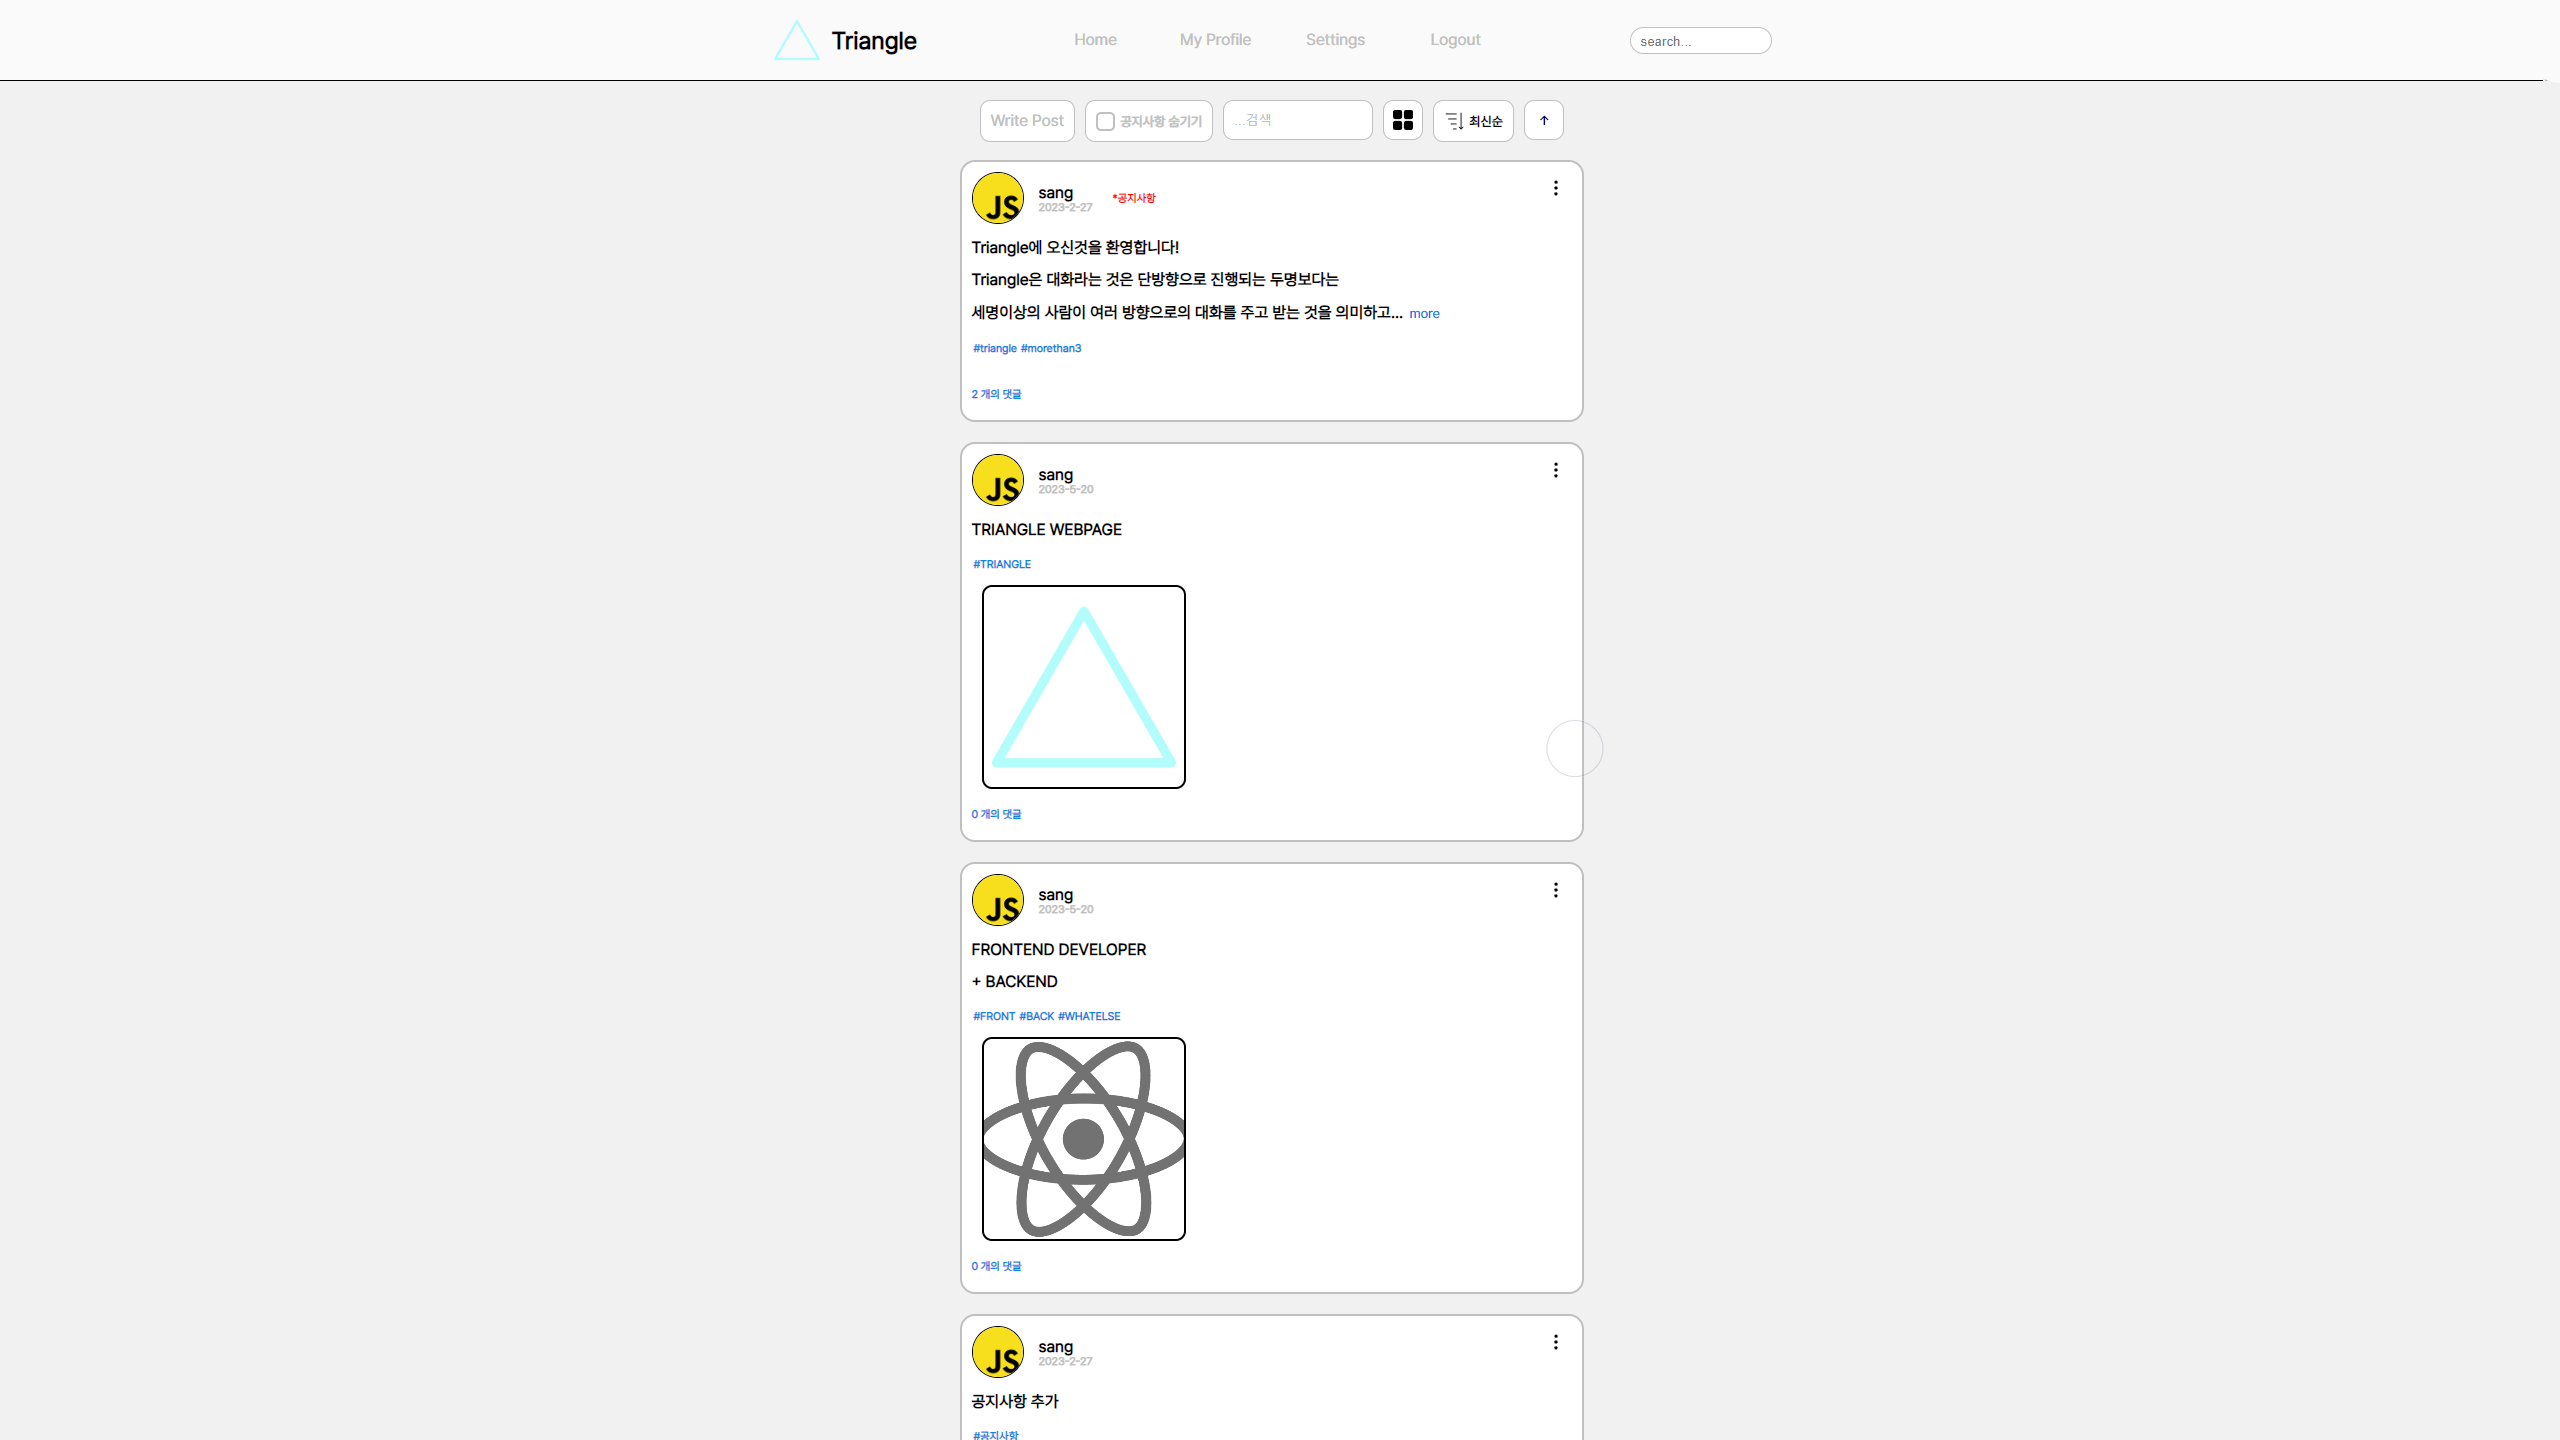 Triangle
Home My Profile Settings Logout
search...
Write Post
공지사항 숨기기
...검색
최신순
↑
JS
sang
2023-2-27
*공지사항
Triangle에 오신것을 환영합니다!
Triangle은 대화라는 것은 단방향으로 진행되는 두명보다는
세명이상의 사람이 여러 방향으로의 대화를 주고 받는 것을 의미하고... more
#triangle #morethan3
2 개의 댓글
JS
sang
2023-5-20
TRIANGLE WEBPAGE
#TRIANGLE
0 개의 댓글
JS
sang
2023-5-20
FRONTEND DEVELOPER
+ BACKEND
#FRONT #BACK #WHATELSE
0 개의 댓글
JS
sang
2023-2-27
공지사항 추가
#공지사항